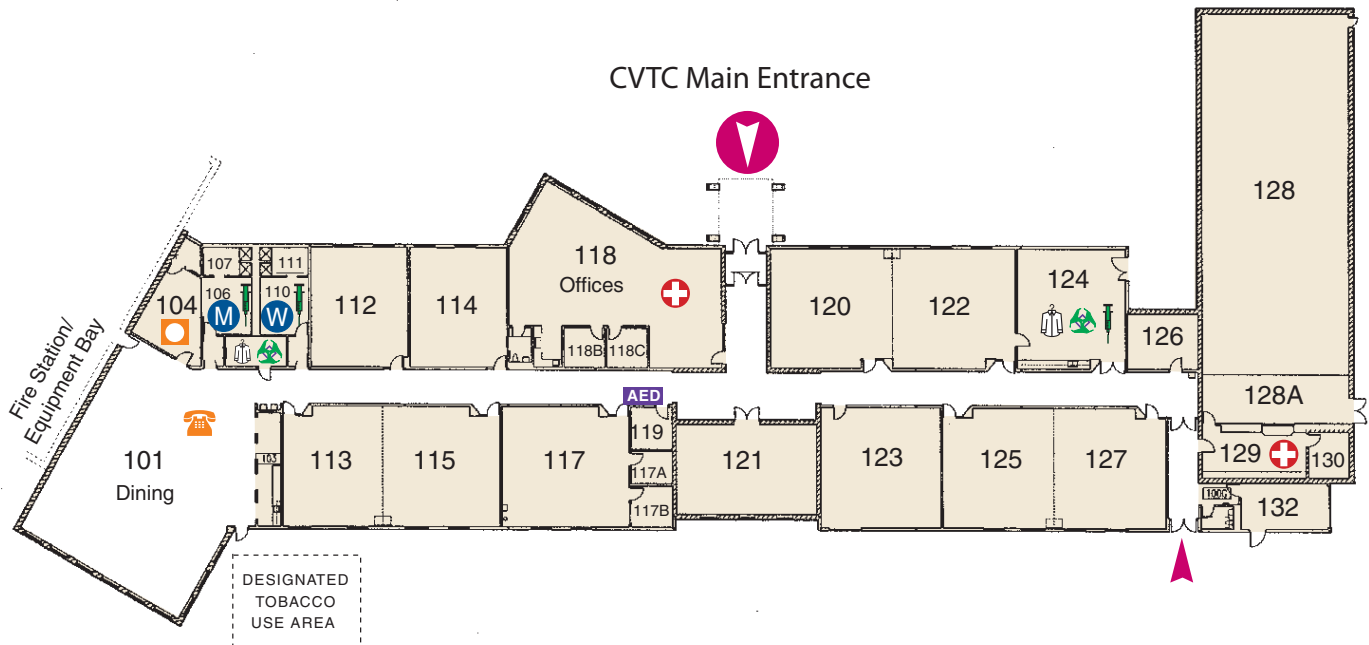 CVTC Main Entrance
128
107
111
118
Offices
106
M
110
W
104
112
114
120
122
124
126
118B
118C
128A
Fire Station/
Equipment Bay
AED
119
101
Dining
103
113
115
117
117A
117B
121
123
125
127
129
130
100G
132
DESIGNATED
TOBACCO
USE AREA